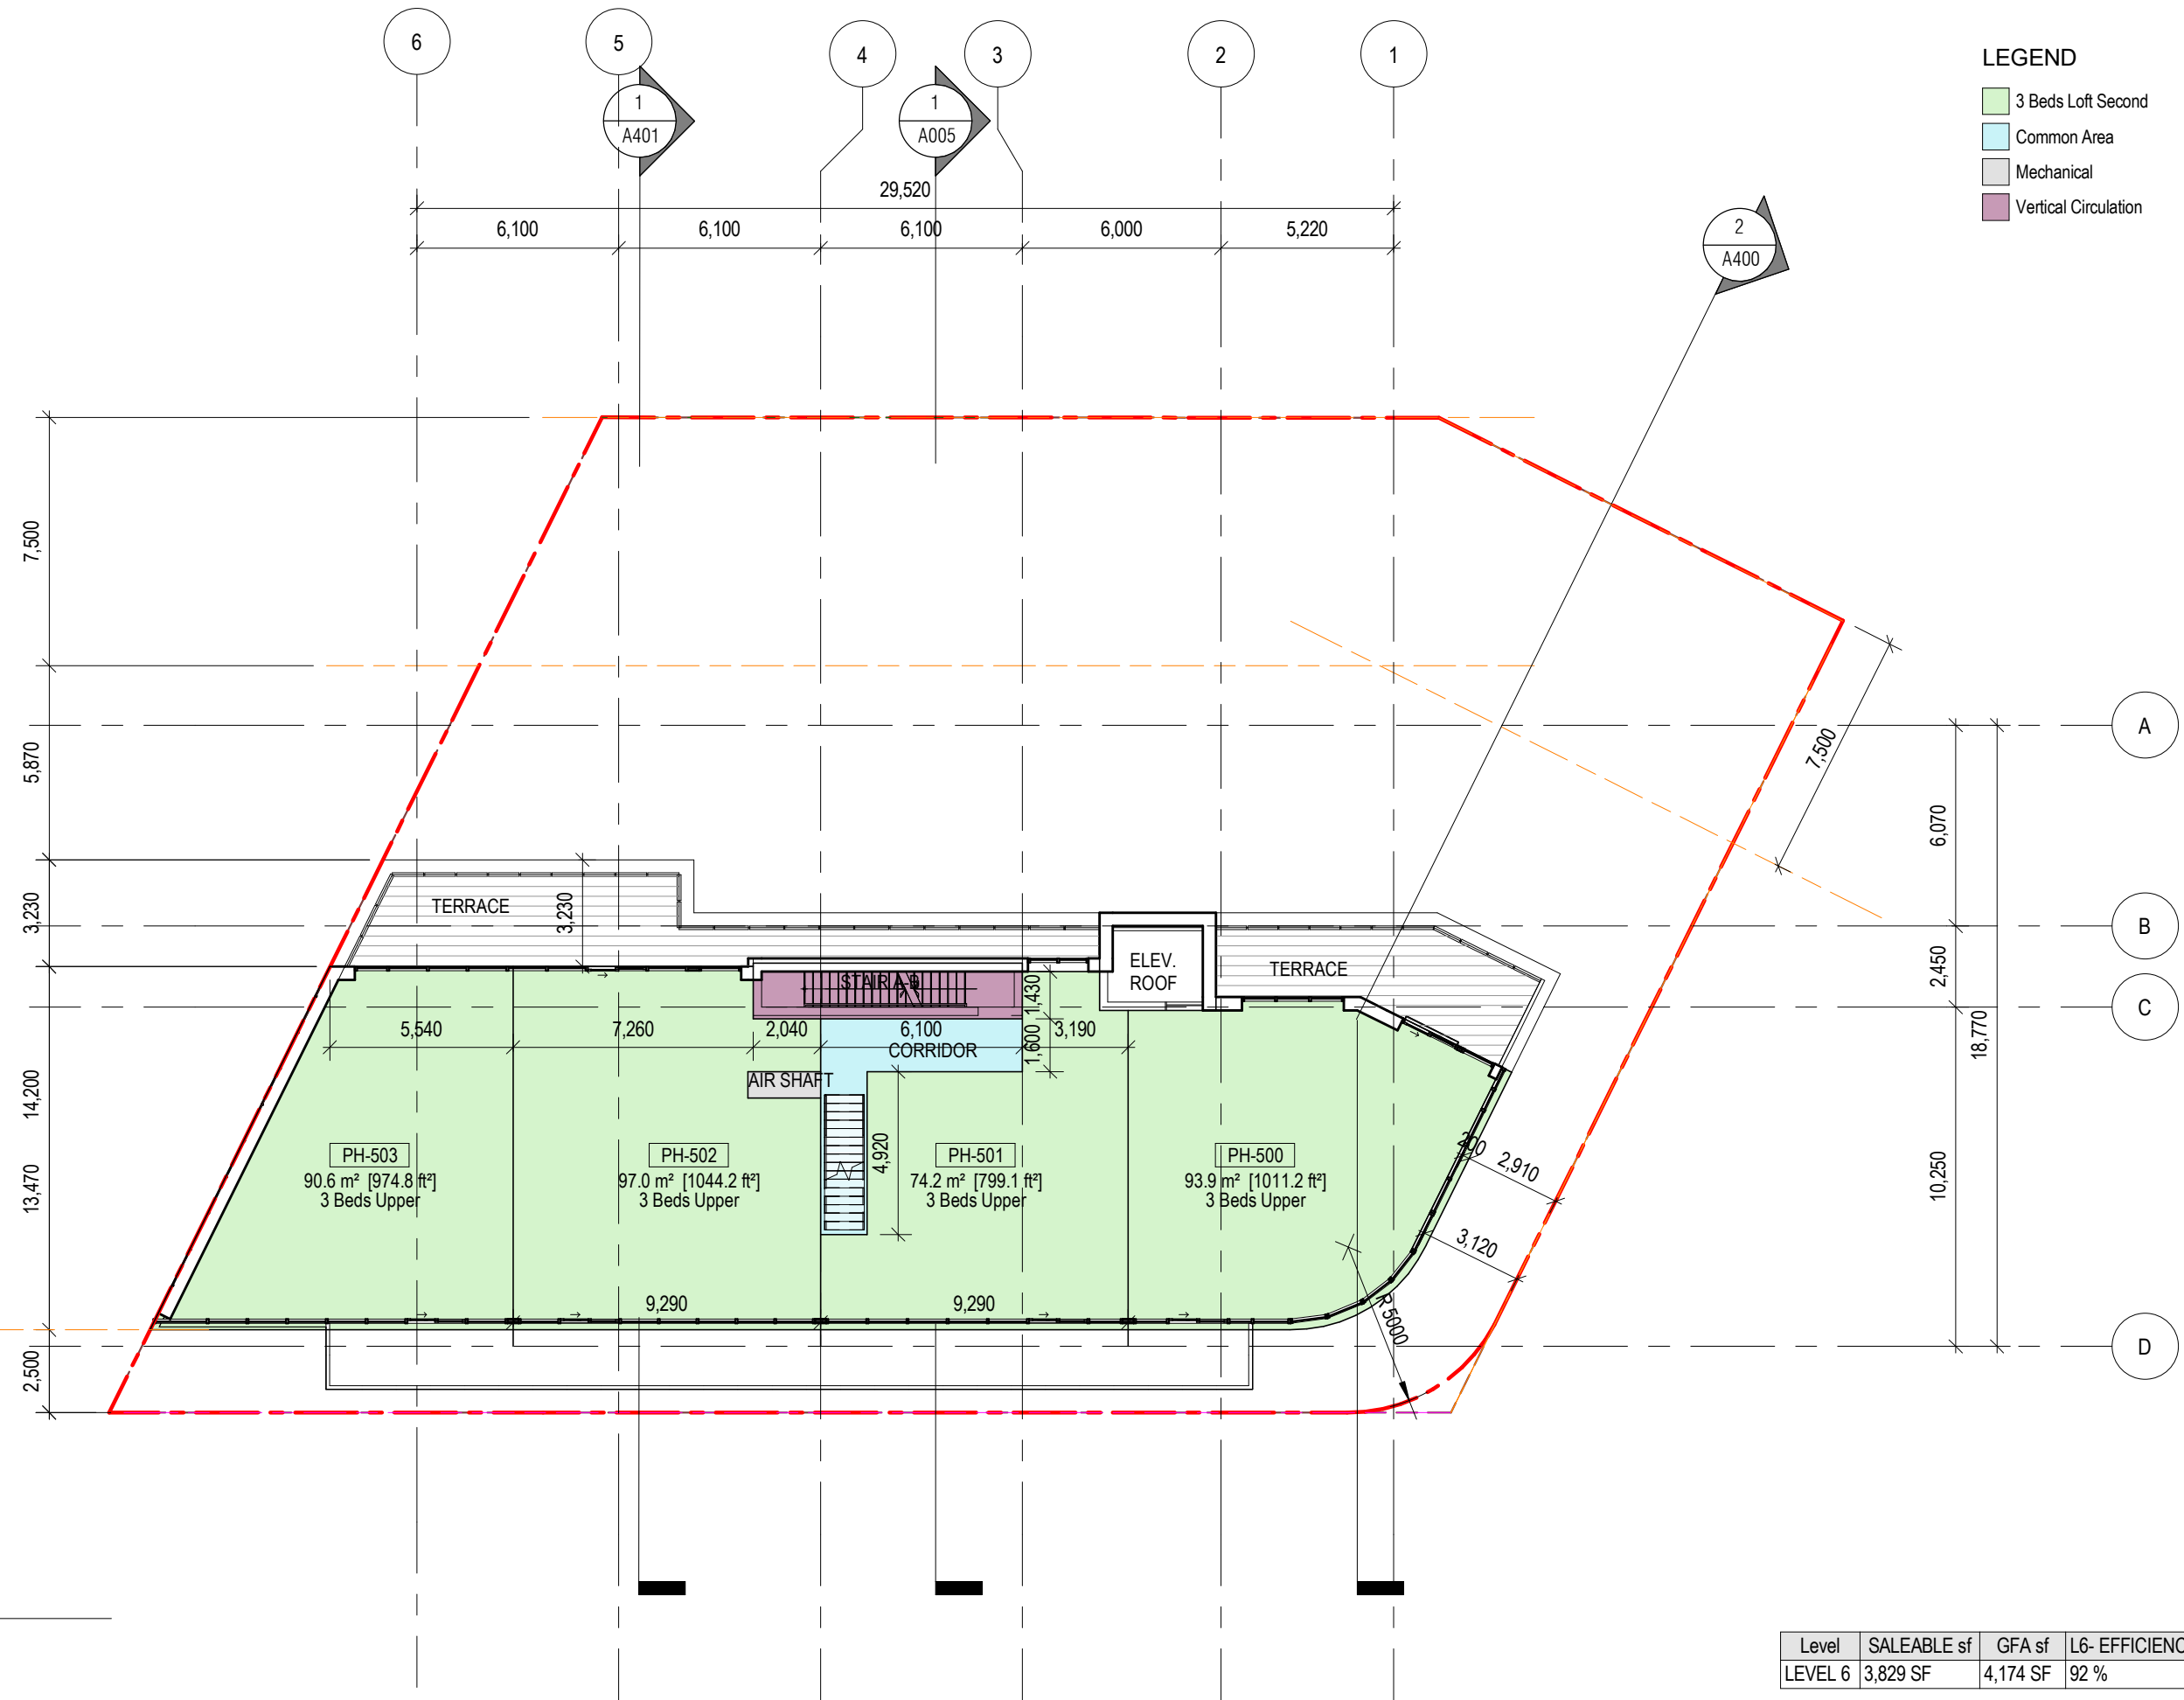 6
5
4
3
2
1
1
A401
1
A005
2
A400
LEGEND
3 Beds Loft Second
Common Area
Mechanical
Vertical Circulation
29,520
6,100
6,100
6,100
6,000
5,220
7,500
5,870
3,230
14,200
13,470
2,500
7,500
A
6,070
B
2,450
C
18,770
10,250
D
TERRACE
3,230
ELEV.
ROOF
TERRACE
STAIR A-B
1,430
5,540
7,260
2,040
6,100
3,190
CORRIDOR
1,600
AIR SHAFT
4,920
PH-503
90.6 m² [974.8 ft²]
3 Beds Upper
PH-502
97.0 m² [1044.2 ft²]
3 Beds Upper
PH-501
74.2 m² [799.1 ft²]
3 Beds Upper
PH-500
93.9 m² [1011.2 ft²]
3 Beds Upper
200
2,910
3,120
9,290
9,290
R 5000
Level SALEABLE sf GFA sf L6- EFFICIENC
LEVEL 6 3,829 SF 4,174 SF 92 %